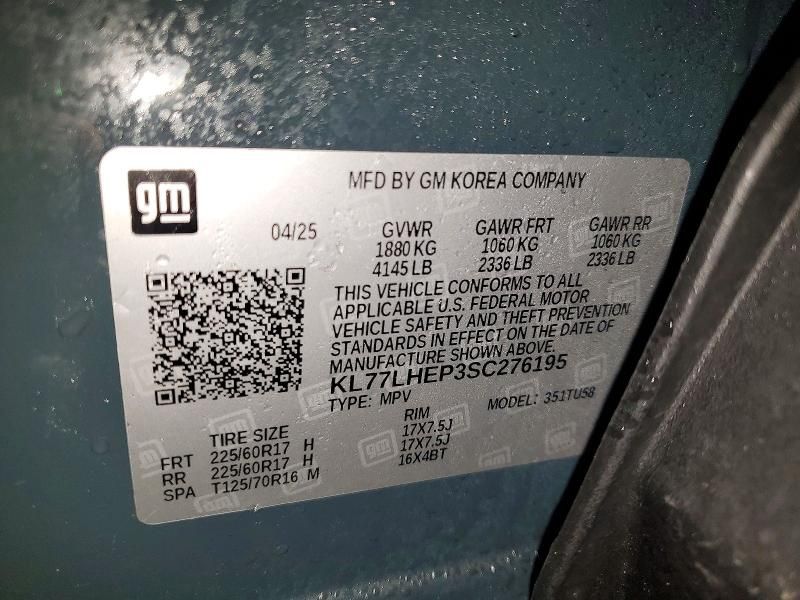 gm
MFD BY GM KOREA COMPANY
04/25
GVWR GAWR FRT GAWR RR
1880 KG 1060 KG 1060 KG
4145 LB 2336 LB 2336 LB
THIS VEHICLE CONFORMS TO ALL
APPLICABLE U.S. FEDERAL MOTOR
VEHICLE SAFETY AND THEFT PREVENTION
STANDARDS IN EFFECT ON THE DATE OF
MANUFACTURE SHOWN ABOVE.
KL77LHEP3SC276195
TYPE: MPV MODEL: 351TU58
TIRE SIZE RIM
FRT 225/60R17 H 17X7.5J
RR 225/60R17 H 17X7.5J
SPA T125/70R16 M 16X4BT